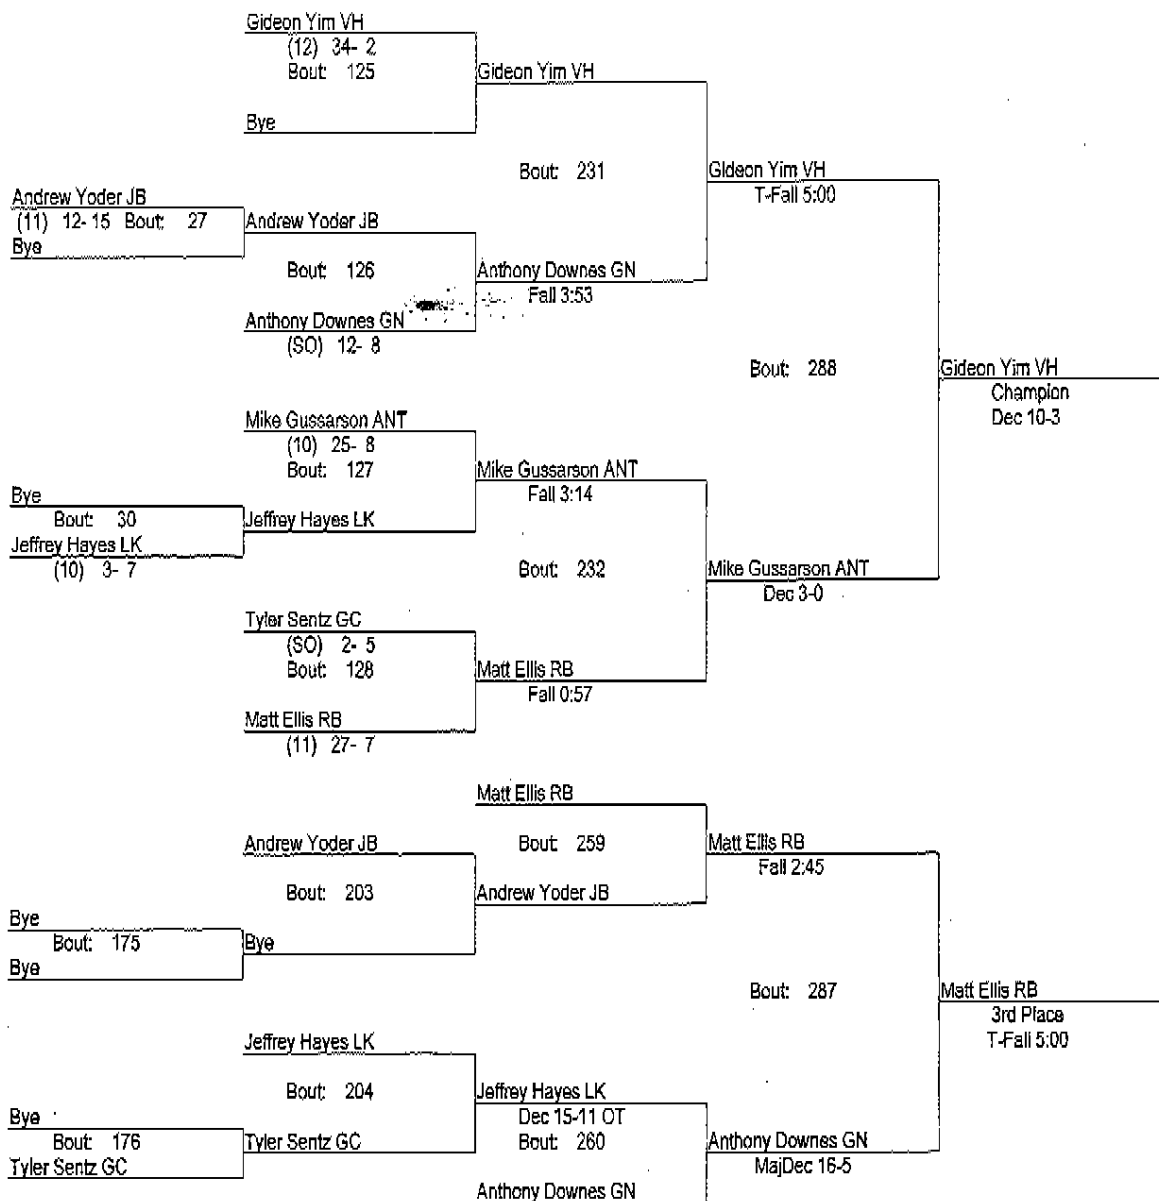 Gideon Yim VH
(12) 34- 2
Bout: 125
Gideon Yim VH
Bye
Bout: 231
Gideon Yim VH
T-Fall 5:00
Andrew Yoder JB
(11) 12- 15 Bout: 27
Bye
Andrew Yoder JB
Bout: 126
Anthony Downes GN
Fall 3:53
Anthony Downes GN
(SO) 12- 8
Bout: 288
Gideon Yim VH
Champion
Dec 10-3
Mike Gussarson ANT
(10) 25- 8
Bout: 127
Mike Gussarson ANT
Fall 3:14
Bye
Bout: 30
Jeffrey Hayes LK
(10) 3- 7
Jeffrey Hayes LK
Bout: 232
Mike Gussarson ANT
Dec 3-0
Tyler Sentz GC
(SO) 2- 5
Bout: 128
Matt Ellis RB
Fall 0:57
Matt Ellis RB
(11) 27- 7
Matt Ellis RB
Bout: 259
Matt Ellis RB
Fall 2:45
Andrew Yoder JB
Bout: 203
Andrew Yoder JB
Bye
Bout: 175
Bye
Bye
Bout: 287
Matt Ellis RB
3rd Place
T-Fall 5:00
Jeffrey Hayes LK
Bout: 204
Jeffrey Hayes LK
Dec 15-11 OT
Bout: 260
Bye
Bout: 176
Tyler Sentz GC
Tyler Sentz GC
Anthony Downes GN
MajDec 16-5
Anthony Downes GN